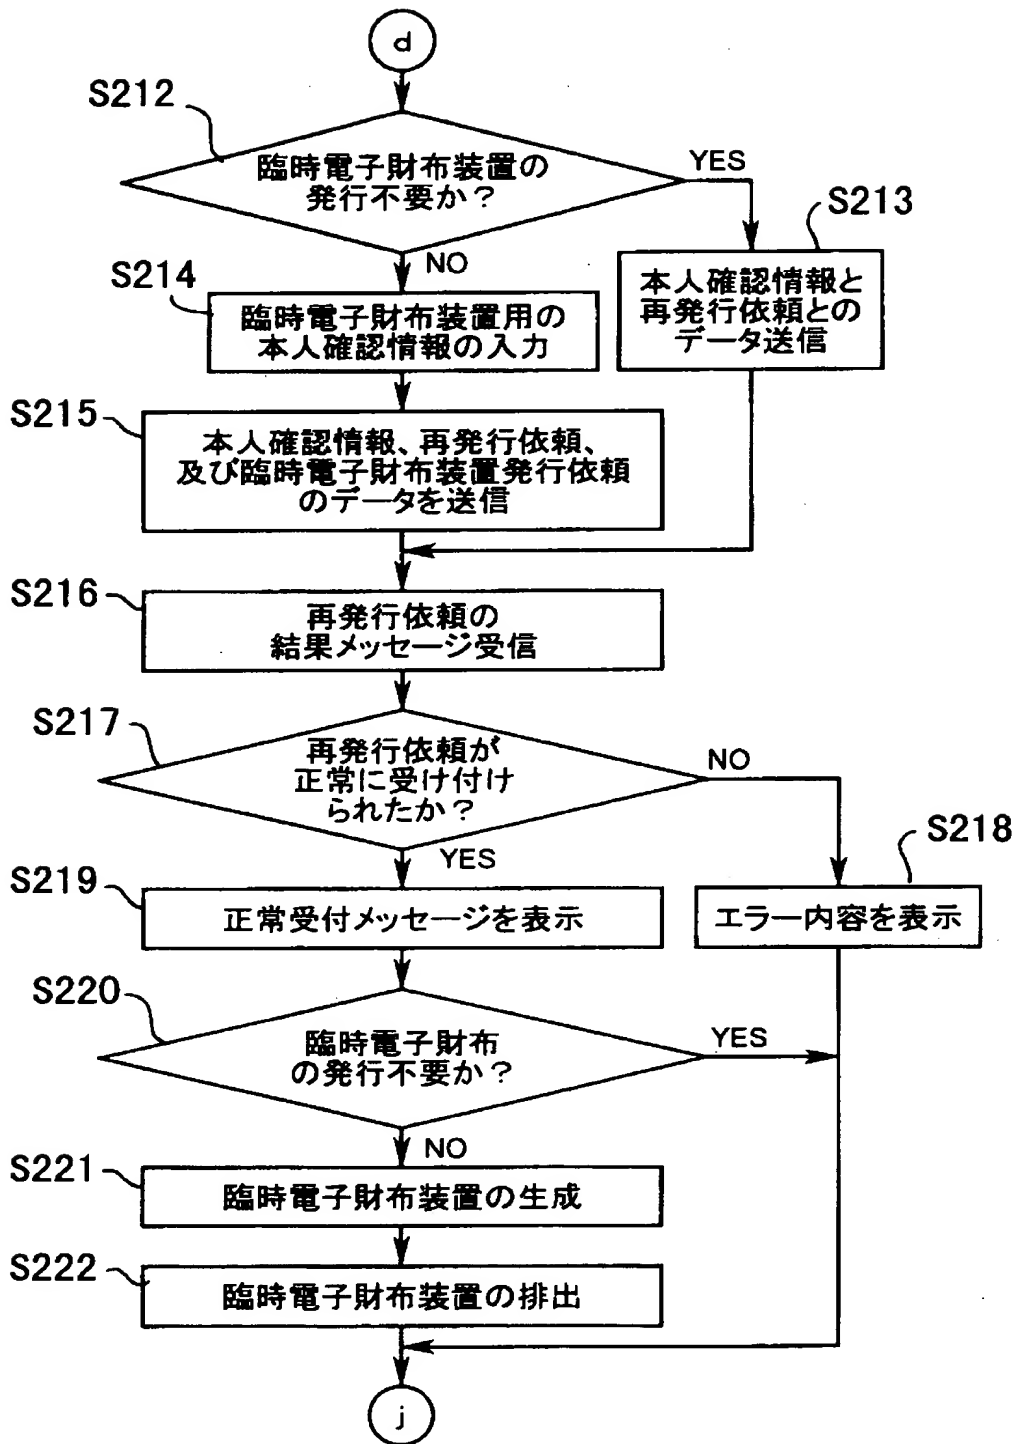 d
S212
臨時電子財布装置の
発行不要か?
YES
S213
本人確認情報と
再発行依頼との
データ送信
NO
S214
臨時電子財布装置用の
本人確認情報の入力
S215
本人確認情報、再発行依頼、
及び臨時電子財布装置発行依頼
のデータを送信
S216
再発行依頼の
結果メッセージ受信
S217
再発行依頼が
正常に受け付け
られたか?
NO
S218
エラー内容を表示
YES
S219
正常受付メッセージを表示
S220
臨時電子財布
の発行不要か?
YES
NO
S221
臨時電子財布装置の生成
S222
臨時電子財布装置の排出
j